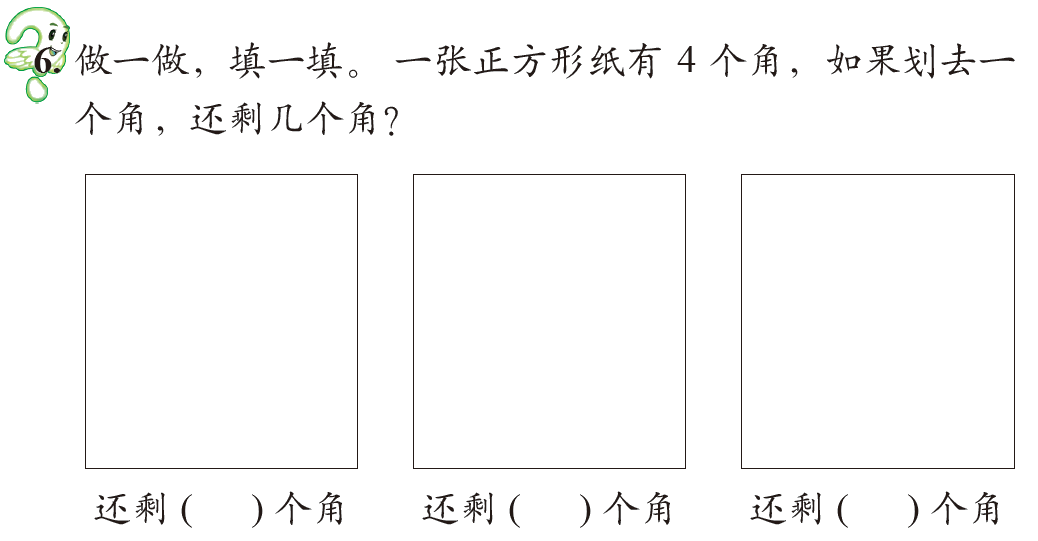 6. 做一做，填一填。一张正方形纸有 4 个角，如果划去一
个角，还剩几个角？
还剩（　）个角　还剩（　）个角　还剩（　）个角